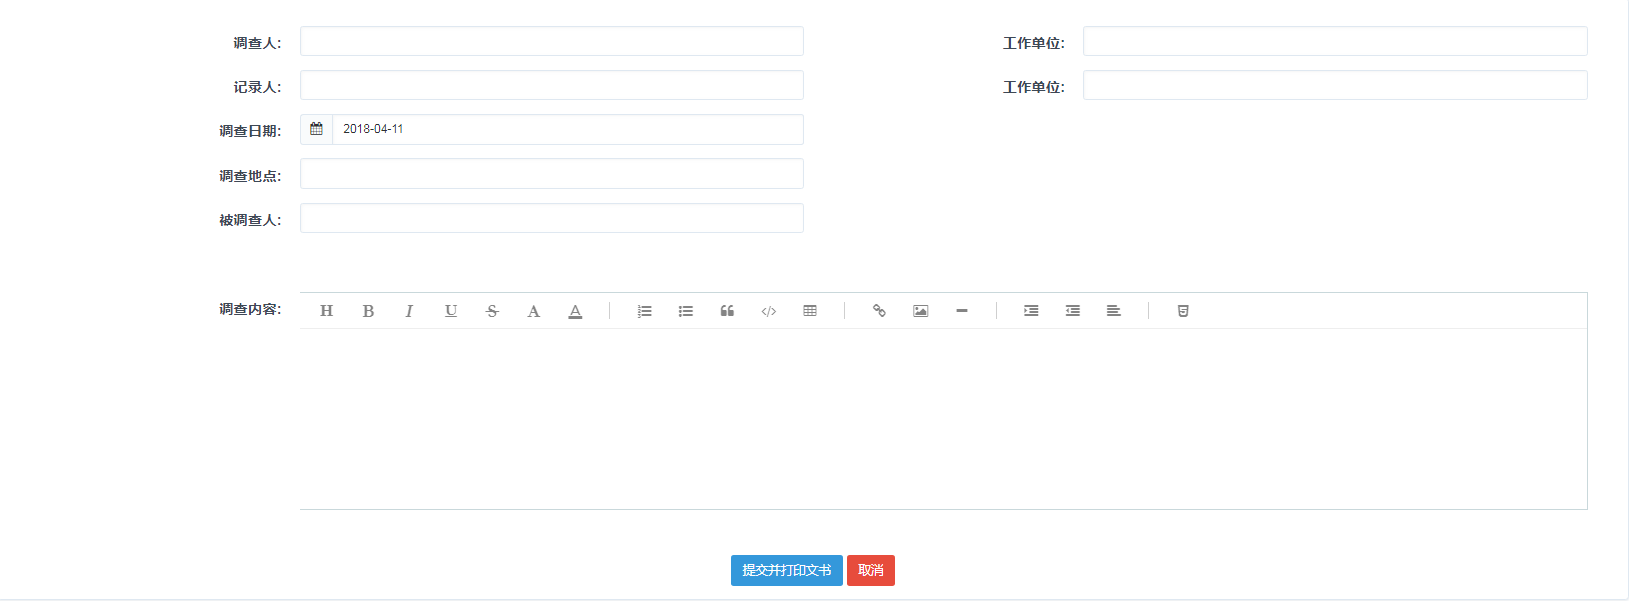 调查人： 工作单位：
记录人： 工作单位：
调查日期： 2018-04-11
调查地点：
被调查人：
调查内容： H B I U S A A
提交并打印文书 取消